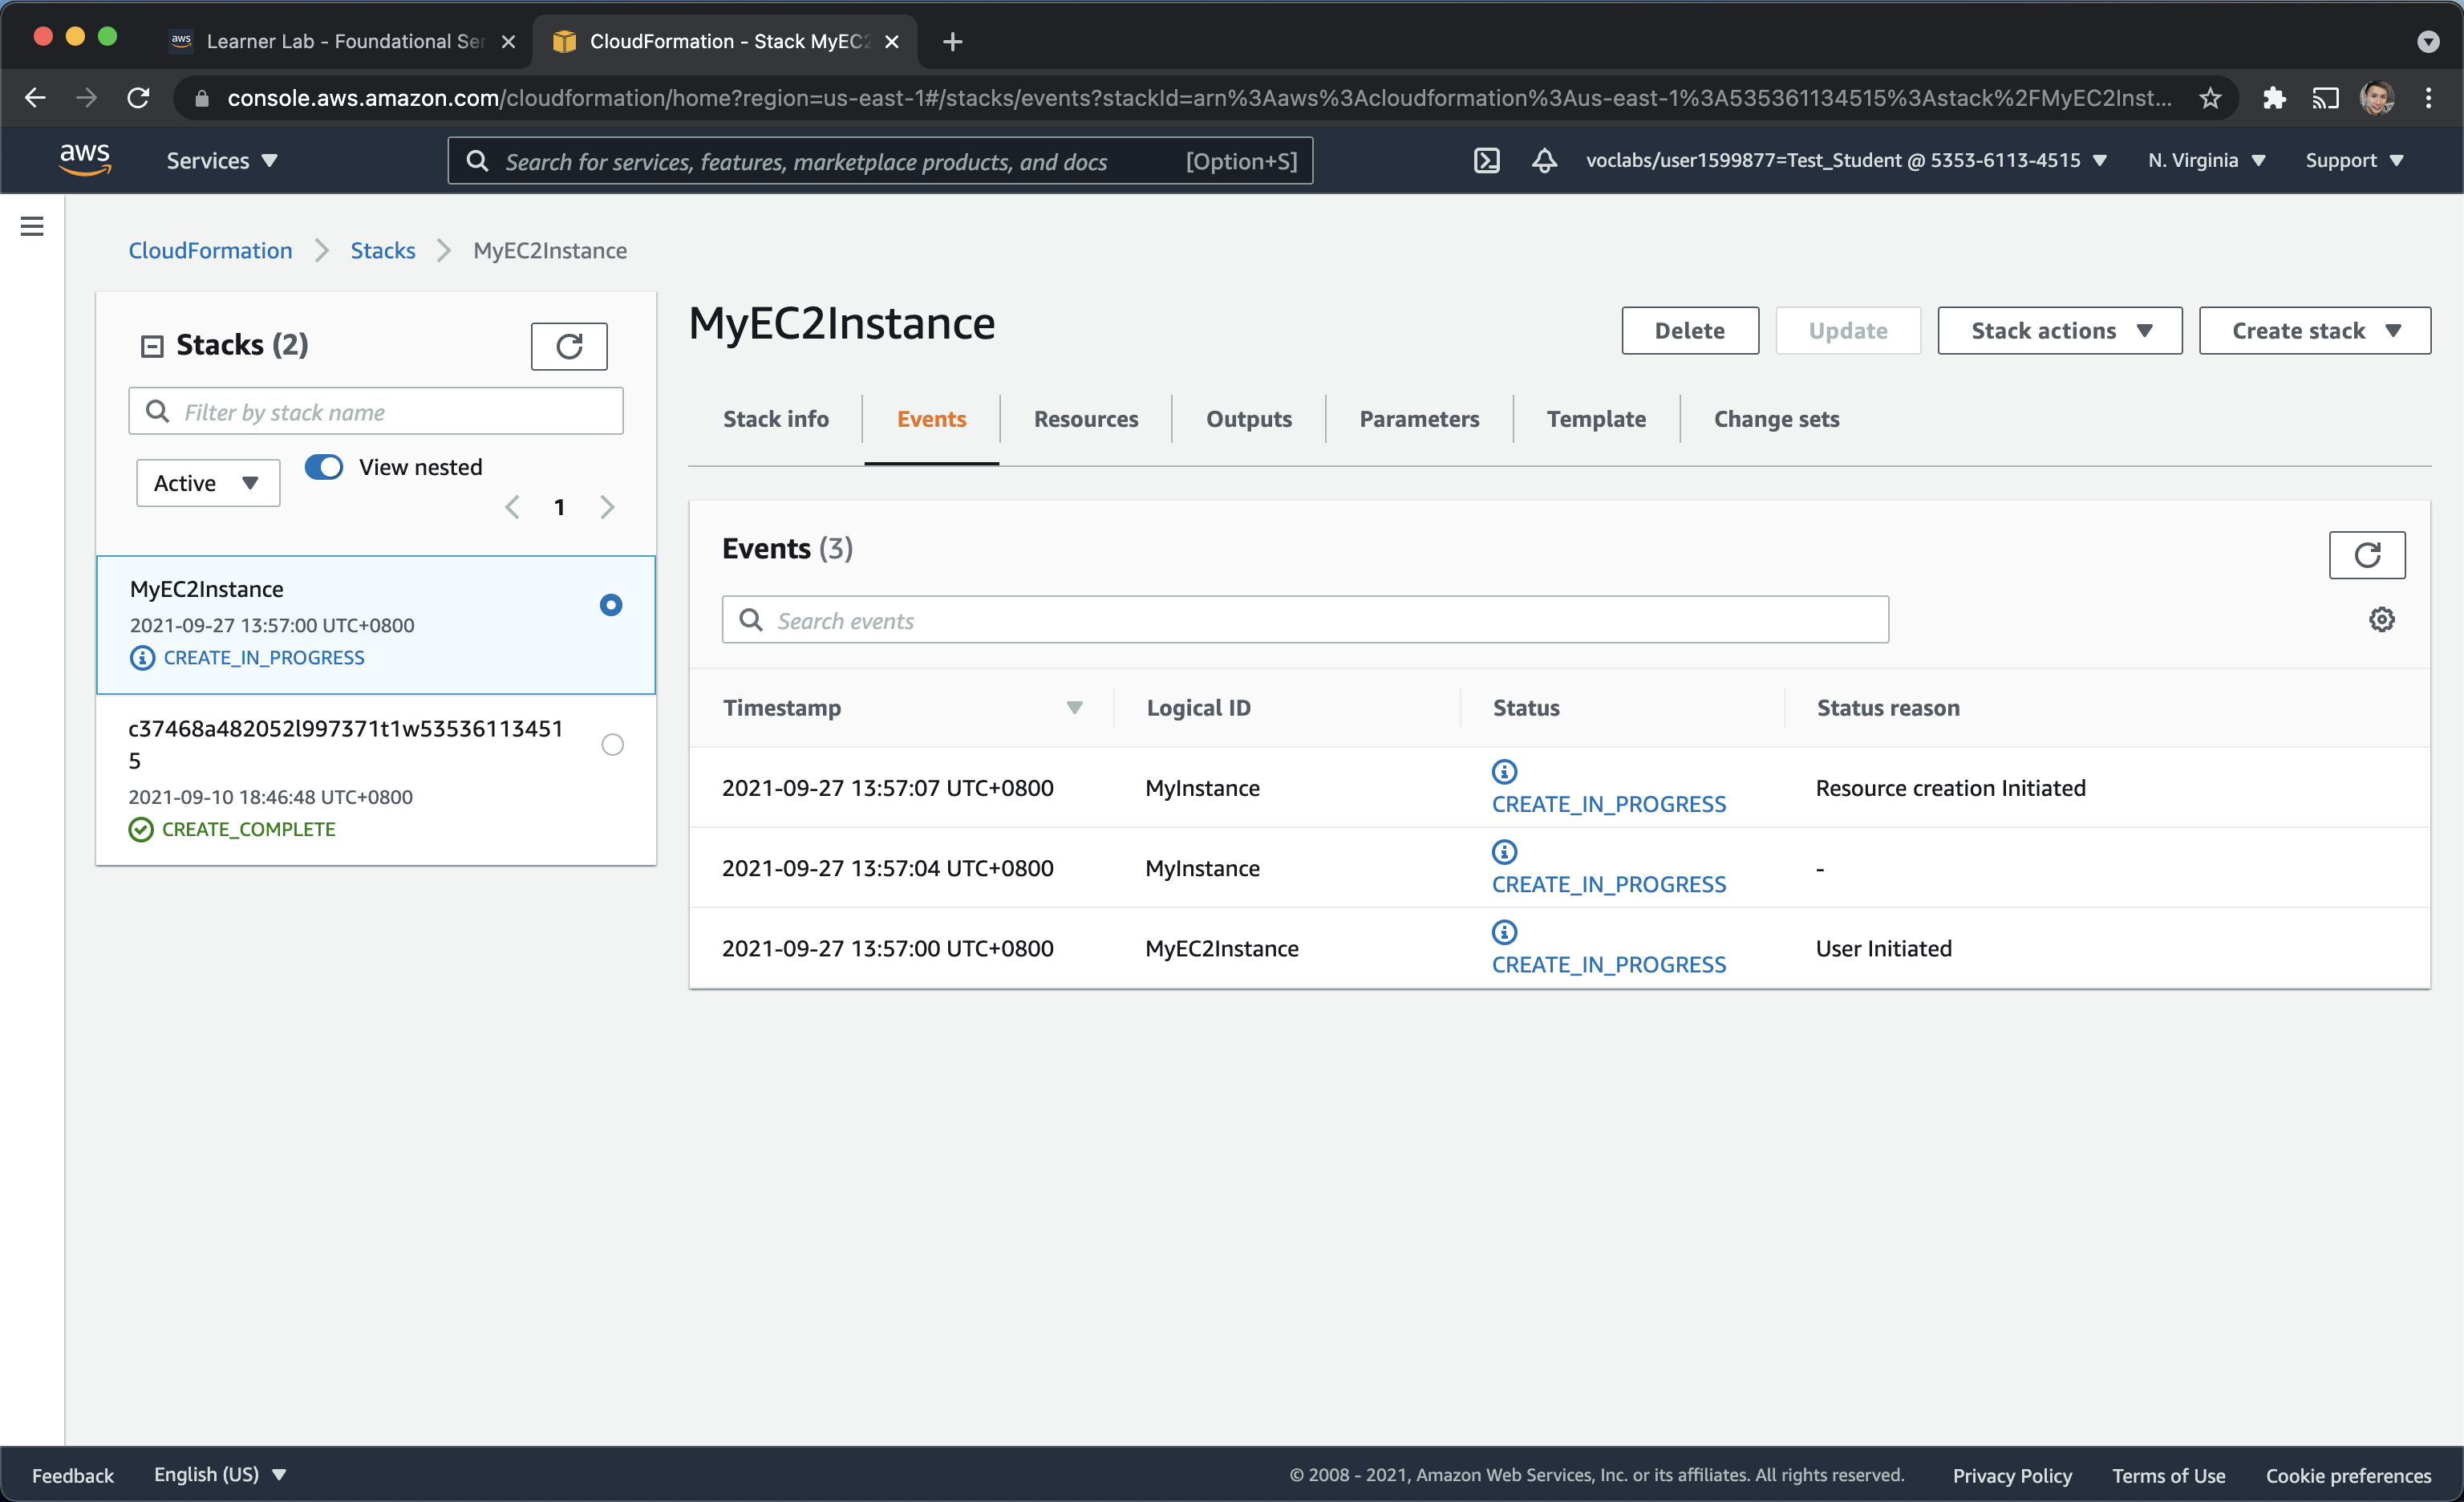 aws Learner Lab - Foundational Ser
CloudFormation - Stack MyEC2
console.aws.amazon.com/cloudformation/home?region=us-east-1#/stacks/events?stackId=arn%3Aaws%3Acloudformation%3Aus-east-1%3A535361134515%3Astack%2FMyEC2Inst...
aws Services Search for services, features, marketplace products, and docs [Option+S] voclabs/user1599877=Test_Student @ 5353-6113-4515 N. Virginia Support
CloudFormation Stacks MyEC2Instance
Stacks (2)
Filter by stack name
Active View nested
1
MyEC2Instance
2021-09-27 13:57:00 UTC+0800
CREATE_IN_PROGRESS
c37468a482052l997371t1w53536113451
5
2021-09-10 18:46:48 UTC+0800
CREATE_COMPLETE
MyEC2Instance
Delete Update Stack actions Create stack
Stack info Events Resources Outputs Parameters Template Change sets
Events (3)
Search events
Timestamp Logical ID Status Status reason
2021-09-27 13:57:07 UTC+0800 MyInstance CREATE_IN_PROGRESS Resource creation Initiated
2021-09-27 13:57:04 UTC+0800 MyInstance CREATE_IN_PROGRESS -
2021-09-27 13:57:00 UTC+0800 MyEC2Instance CREATE_IN_PROGRESS User Initiated
Feedback English (US) © 2008 - 2021, Amazon Web Services, Inc. or its affiliates. All rights reserved. Privacy Policy Terms of Use Cookie preferences